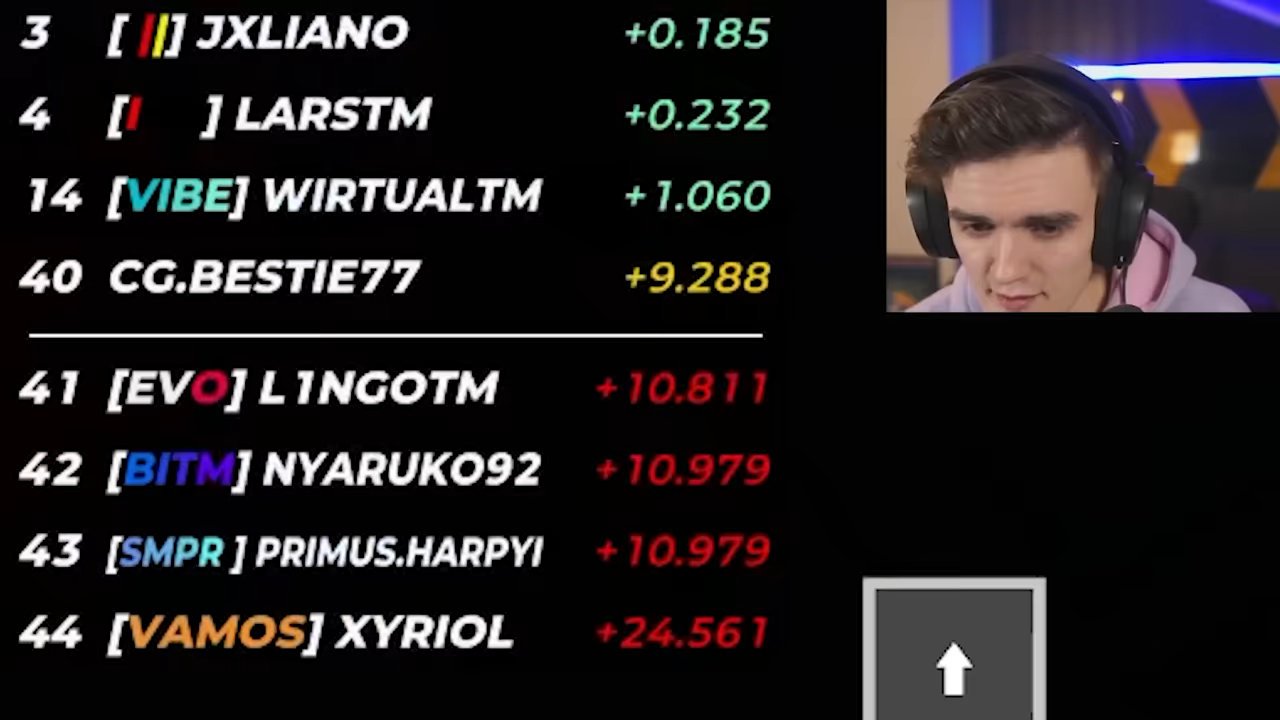 3 [ ||] JXLIANO +0.185
4 [I ] LARSTM +0.232
14 [VIBE] WIRTUALTM +1.060
40 CG.BESTIE77 +9.288
41 [EVO] L1NGOTM +10.811
42 [BITM] NYARUKO92 +10.979
43 [SMPR ] PRIMUS.HARPYI +10.979
44 [VAMOS] XYRIOL +24.561